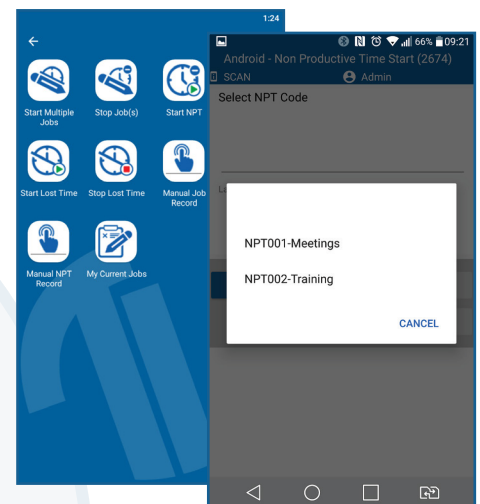 1:24
Start Multiple
Jobs
Stop Job(s)
Start NPT
Start Lost Time
Stop Lost Time
Manual Job
Record
Manual NPT
Record
My Current Jobs
66% 09:21
Android - Non Productive Time Start (2674)
SCAN
Admin
Select NPT Code
NPT001-Meetings
NPT002-Training
CANCEL